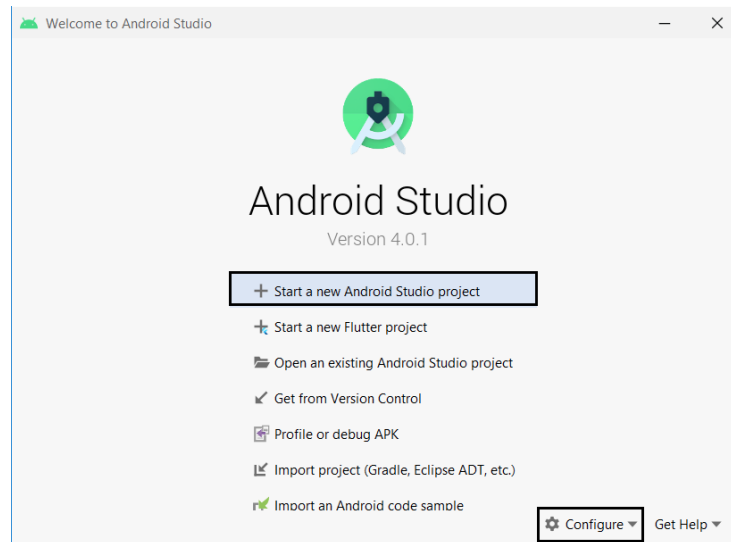 Welcome to Android Studio
Android Studio
Version 4.0.1
Start a new Android Studio project
Start a new Flutter project
Open an existing Android Studio project
Get from Version Control
Profile or debug APK
Import project (Gradle, Eclipse ADT, etc.)
Import an Android code sample
Configure Get Help